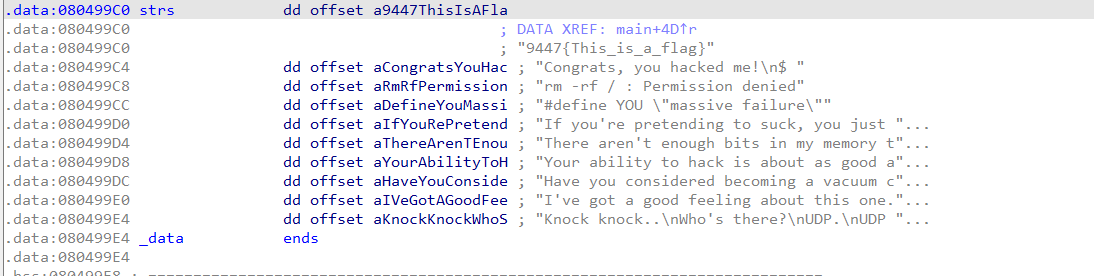 .data:080499C0 strs dd offset a9447ThisIsAFla
.data:080499C0 ; DATA XREF: main+4D↑r
.data:080499C0 ; "9447{This_is_a_flag}"
.data:080499C4 dd offset aCongratsYouHac ; "Congrats, you hacked me!\n$ "
.data:080499C8 dd offset aRmRfPermission ; "rm -rf / : Permission denied"
.data:080499CC dd offset aDefineYouMassi ; "#define YOU \"massive failure\""
.data:080499D0 dd offset aIfYouRePretend ; "If you're pretending to suck, you just "...
.data:080499D4 dd offset aThereArenTEnou ; "There aren't enough bits in my memory t"...
.data:080499D8 dd offset aYourAbilityToH ; "Your ability to hack is about as good a"...
.data:080499DC dd offset aHaveYouConside ; "Have you considered becoming a vacuum c"...
.data:080499E0 dd offset aIVeGotAGoodFee ; "I've got a good feeling about this one."...
.data:080499E4 dd offset aKnockKnockWhoS ; "Knock knock..\nWho's there?\nUDP.\nUDP "...
.data:080499E4 _data ends
.data:080499E4
.bss:080499E8 ; ---------------------------------------------------------------------------